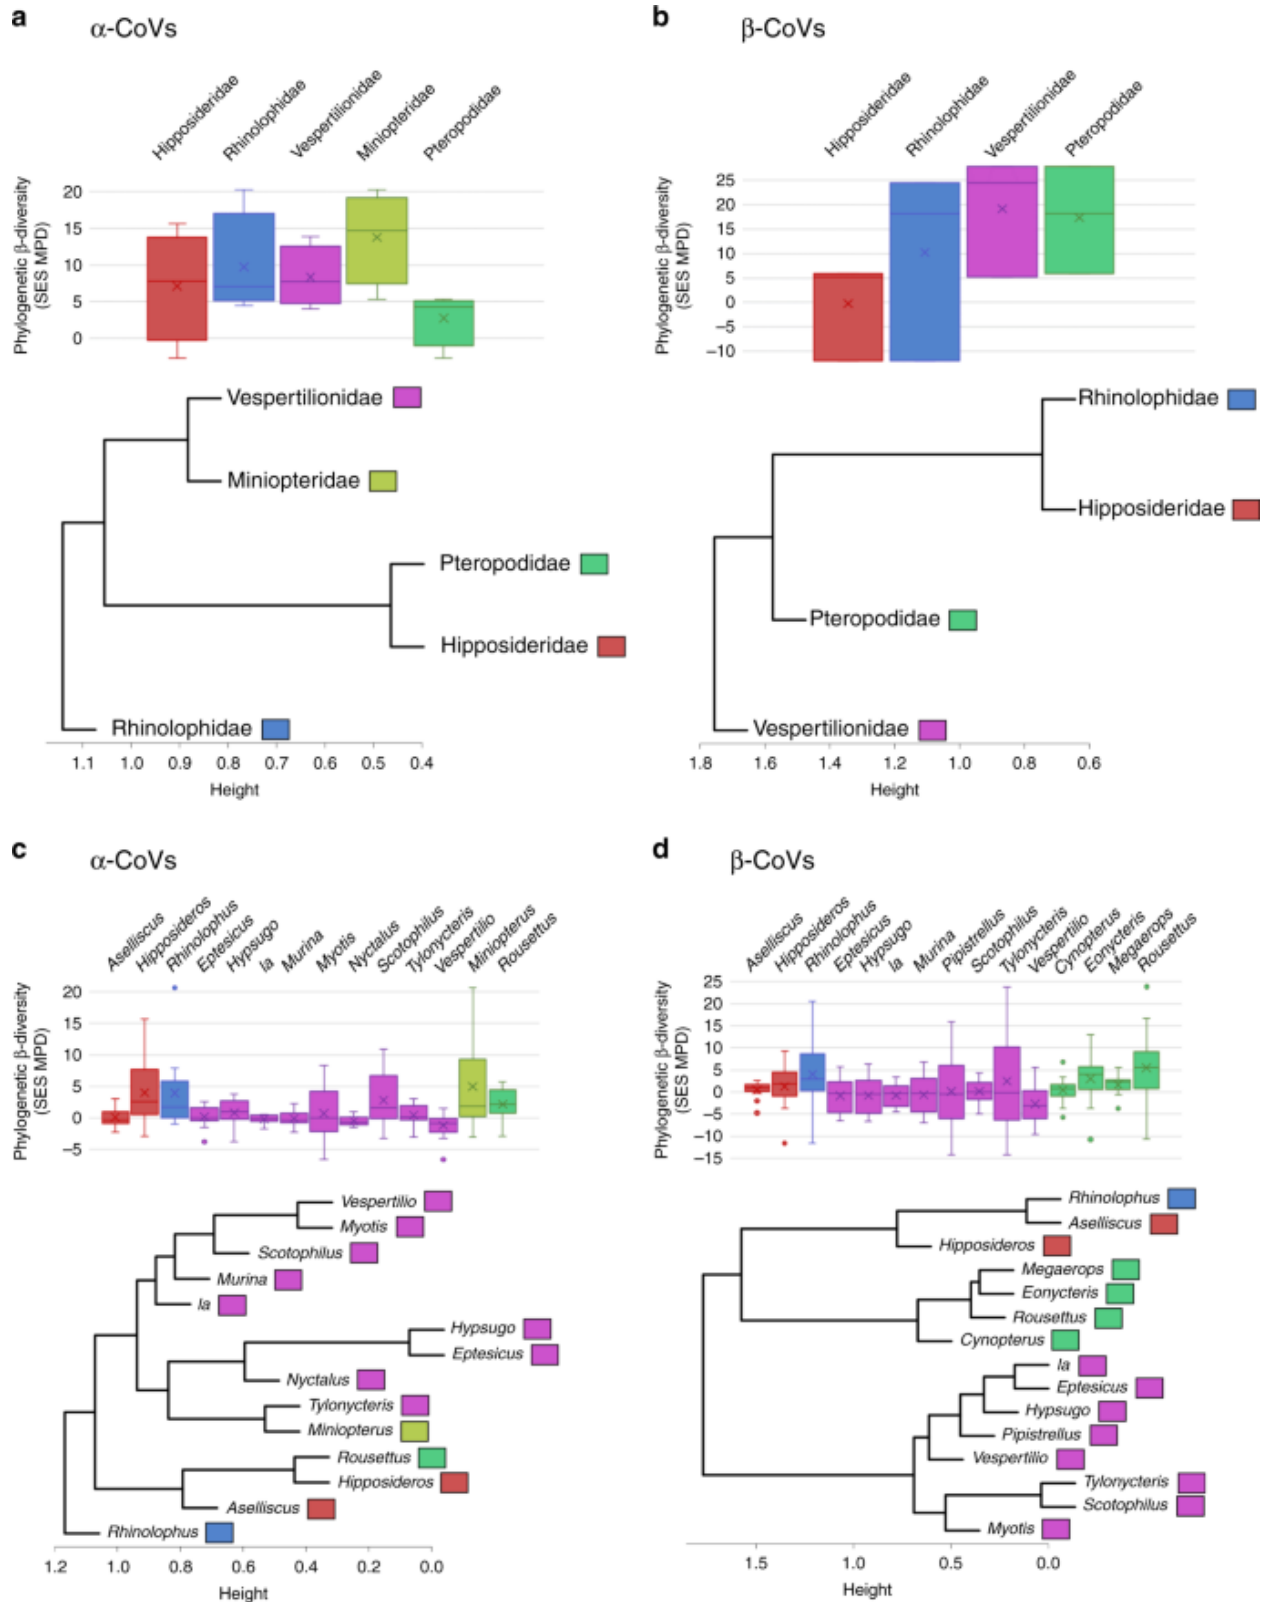 a
α-CoVs
Hipposideridae
Rhinolophidae
Vespertilionidae
Miniopteridae
Pteropodidae
Phylogenetic β-diversity
(SES MPD)
20
15
10
5
0
Vespertilionidae
Miniopteridae
Pteropodidae
Hipposideridae
Rhinolophidae
1.1 1.0 0.9 0.8 0.7 0.6 0.5 0.4
Height
b
β-CoVs
Hipposideridae
Rhinolophidae
Vespertilionidae
Pteropodidae
Phylogenetic β-diversity
(SES MPD)
25
20
15
10
5
0
−5
−10
Rhinolophidae
Hipposideridae
Pteropodidae
Vespertilionidae
1.8 1.6 1.4 1.2 1.0 0.8 0.6
Height
c
α-CoVs
Aselliscus
Hipposideros
Rhinolophus
Eptesicus
Hypsugo
Ia
Murina
Myotis
Nyctalus
Scotophilus
Tylonycteris
Vespertilio
Miniopterus
Rousettus
Phylogenetic β-diversity
(SES MPD)
20
15
10
5
0
−5
Vespertilio
Myotis
Scotophilus
Murina
Ia
Hypsugo
Eptesicus
Nyctalus
Tylonycteris
Miniopterus
Rousettus
Hipposideros
Aselliscus
Rhinolophus
1.2 1.0 0.8 0.6 0.4 0.2 0.0
Height
d
β-CoVs
Aselliscus
Hipposideros
Rhinolophus
Eptesicus
Hypsugo
Ia
Murina
Pipistrellus
Scotophilus
Tylonycteris
Vespertilio
Cynopterus
Eonycteris
Megaerops
Rousettus
Phylogenetic β-diversity
(SES MPD)
25
20
15
10
5
0
−5
−10
−15
Rhinolophus
Aselliscus
Hipposideros
Megaerops
Eonycteris
Rousettus
Cynopterus
Ia
Eptesicus
Hypsugo
Pipistrellus
Vespertilio
Tylonycteris
Scotophilus
Myotis
1.5 1.0 0.5 0.0
Height